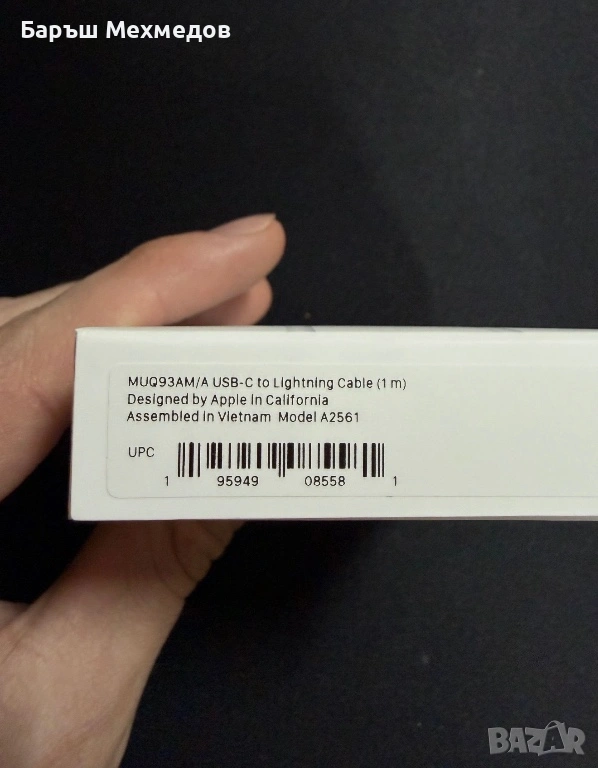 Баръш Мехмедов
MUQ93AM/A USB-C to Lightning Cable (1 m)
Designed by Apple in California
Assembled in Vietnam Model A2561
UPC
1 95949 08558 1
BAZAR